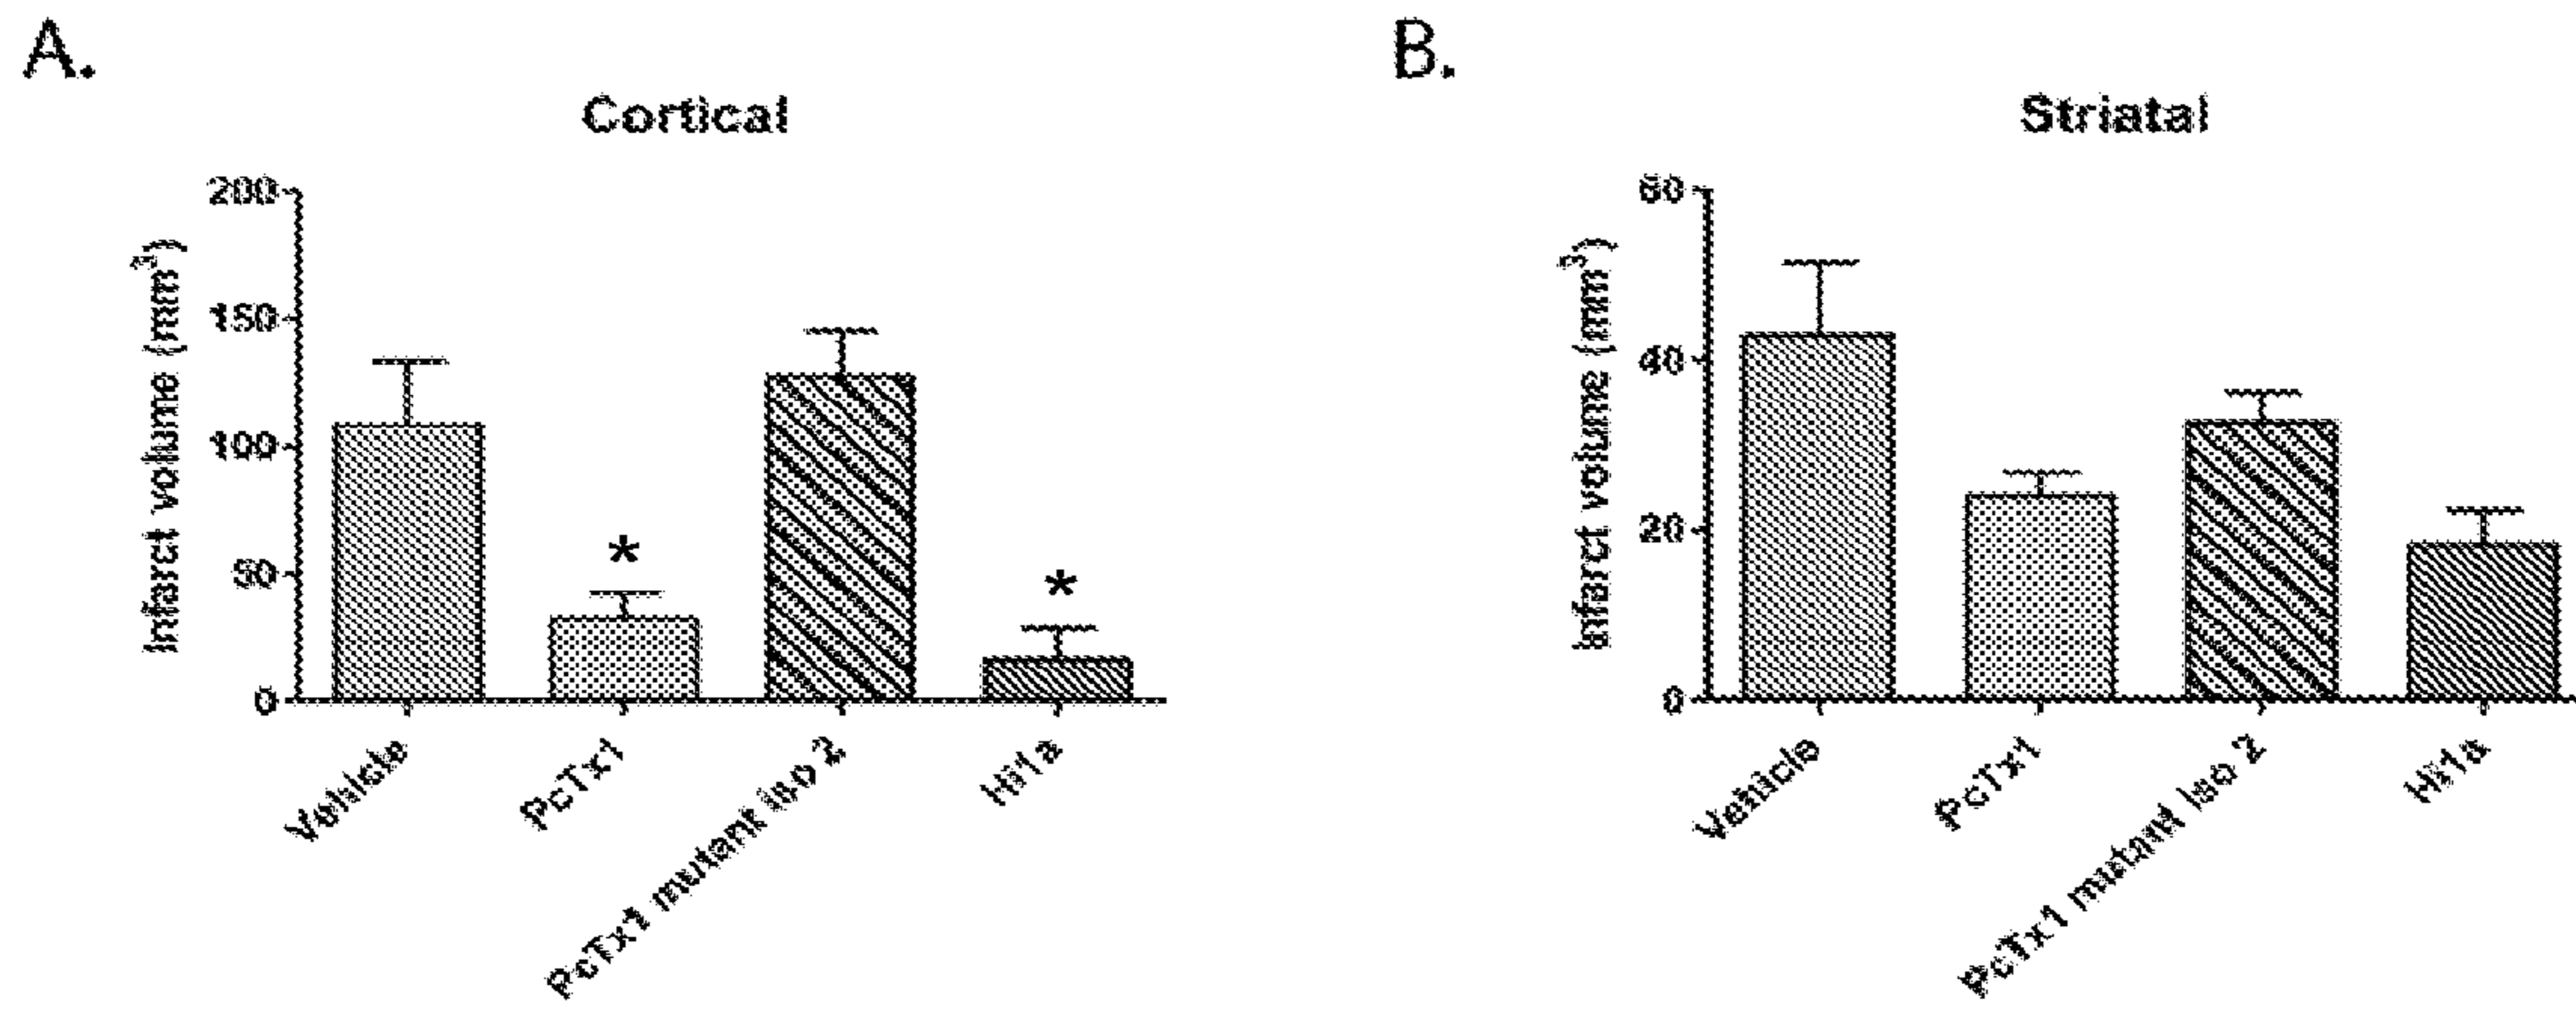 A.
Cortical
Infarct volume (mm³)
200
150
100
50
0
Vehicle
PcTx1
PcTx1 mutant iso 2
Hi1a
*
*
B.
Striatal
Infarct volume (mm³)
60
40
20
0
Vehicle
PcTx1
PcTx1 mutant Iso 2
Hi1a